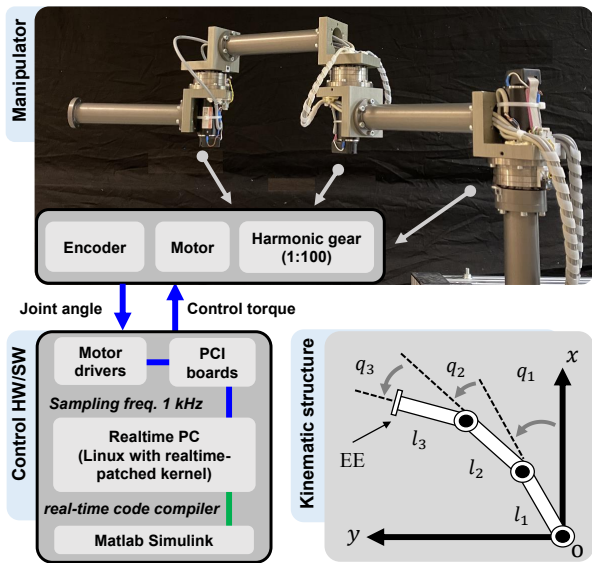 Manipulator
Encoder
Motor
Harmonic gear
(1:100)
Joint angle
Control torque
Control HW/SW
Motor
drivers
PCI
boards
Sampling freq. 1 kHz
Realtime PC
(Linux with realtime-
patched kernel)
real-time code compiler
Matlab Simulink
Kinematic structure
q₃
q₂
q₁
x
EE
l₃
l₂
l₁
y
O